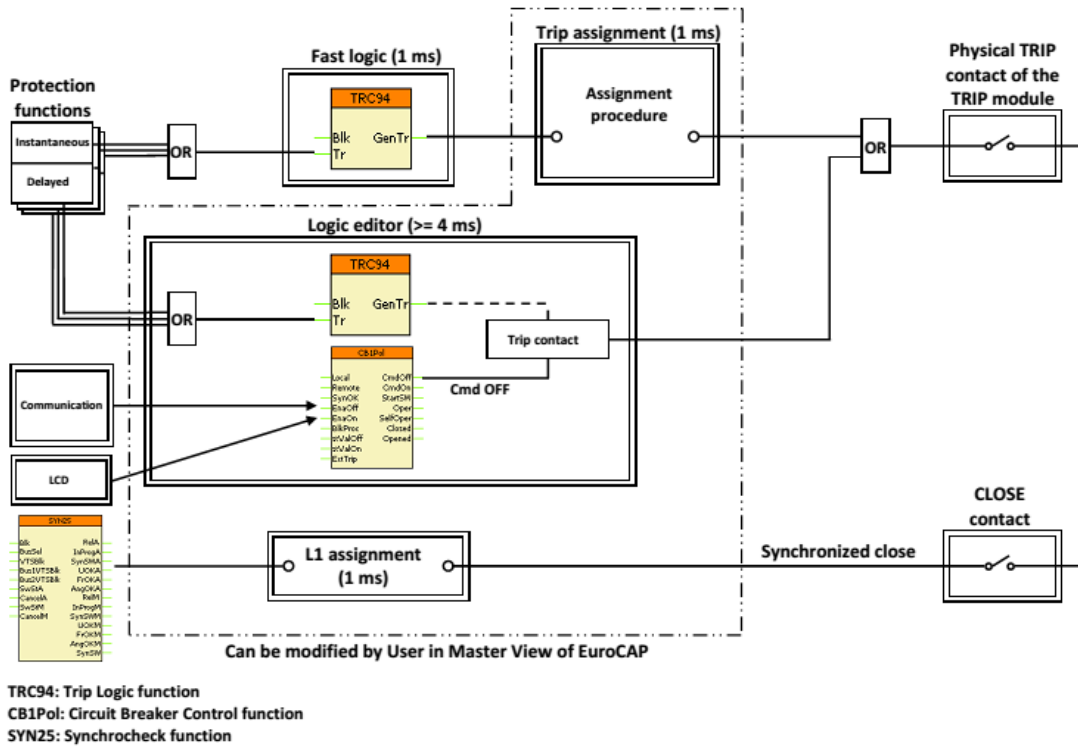 Trip assignment (1 ms)
Fast logic (1 ms)
Physical TRIP
contact of the
TRIP module
Protection
functions
TRC94
Assignment
procedure
Instantaneous
Blk
GenTr
OR
Tr
OR
Delayed
Logic editor (>= 4 ms)
TRC94
Blk
GenTr
OR
Tr
Trip contact
CB1Pol
Local
CmdOff
Cmd OFF
Remote
CmdOn
SynOK
StartSW
Communication
EnaOff
Oper
EnaOn
SelfOper
BlkProc
Closed
stValOff
Opened
stValOn
ExtTrip
LCD
CLOSE
contact
SYN25
Blk
RelA
BusSel
InProgA
VTSBlk
SynSWA
Bus1VTSBlk
UOKA
Bus2VTSBlk
FrOKA
SwStA
AngOKA
CancelA
RelM
SwStM
InProgM
CancelM
SynSWM
UOKM
FrOKM
AngOKM
SynSW
L1 assignment
(1 ms)
Synchronized close
Can be modified by User in Master View of EuroCAP
TRC94: Trip Logic function
CB1Pol: Circuit Breaker Control function
SYN25: Synchrocheck function